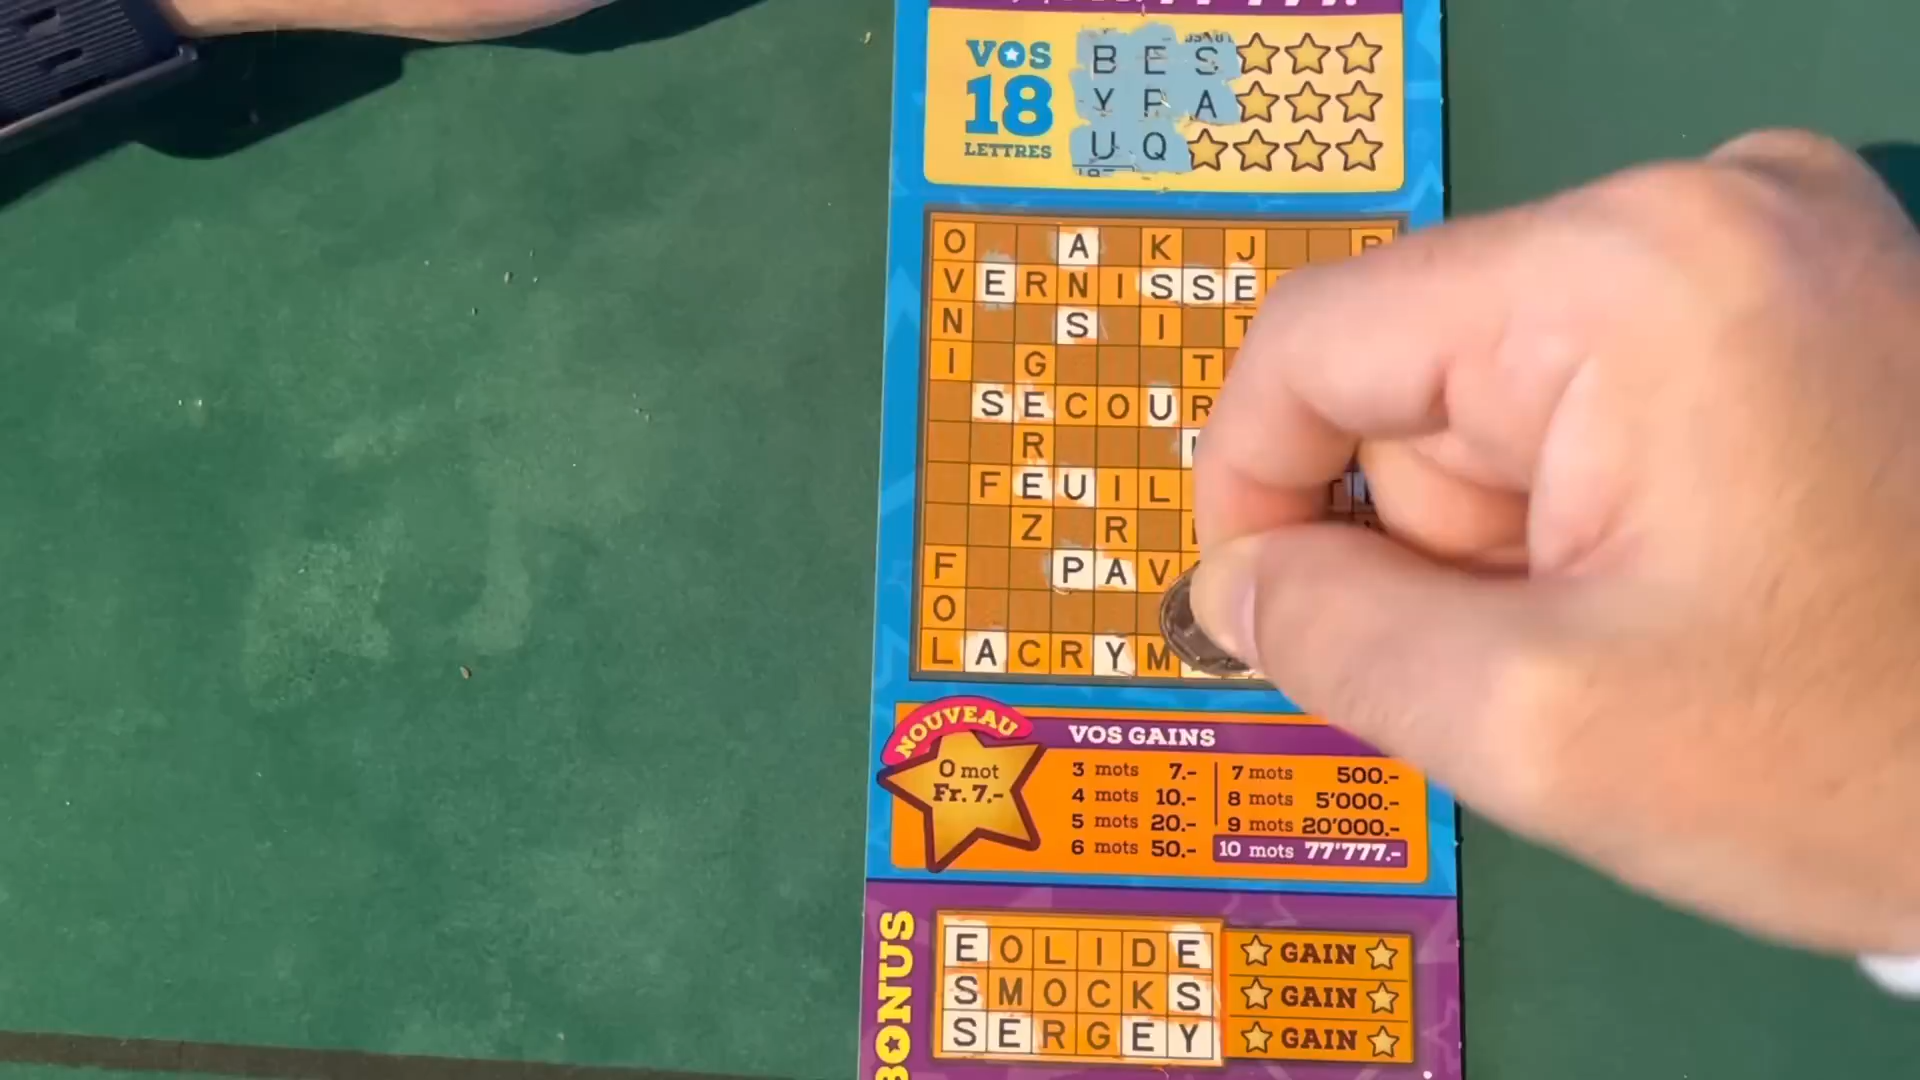 VOS
18
LETTRES
B E S
Y P A
U Q
O A K J
V E R N I S S E
N S I T
I G T
S E C O U R
R
F E U I L
Z R
F P A V
O
L A C R Y M
NOUVEAU
0 mot
Fr. 7.-
VOS GAINS
3 mots 7.-
4 mots 10.-
5 mots 20.-
6 mots 50.-
7 mots 500.-
8 mots 5'000.-
9 mots 20'000.-
10 mots 77'777.-
BONUS
E O L I D E
S M O C K S
S E R G E Y
GAIN
GAIN
GAIN